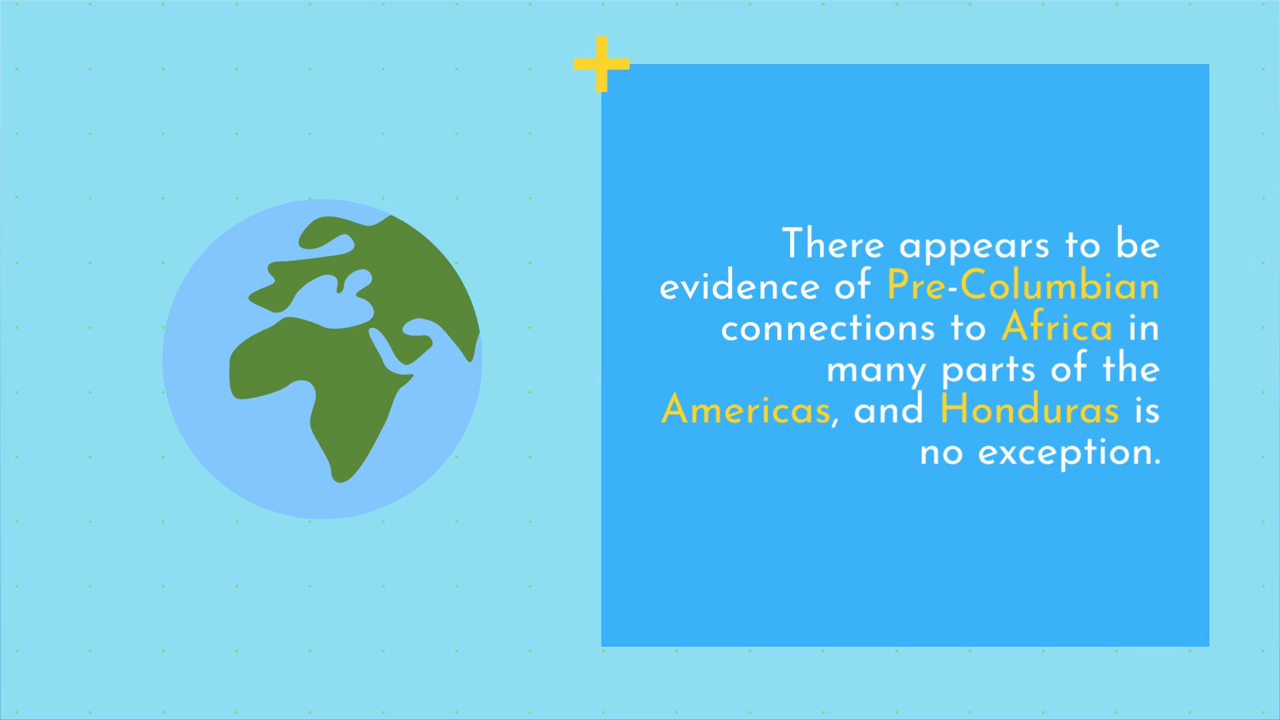 There appears to be
evidence of Pre-Columbian
connections to Africa in
many parts of the
Americas, and Honduras is
no exception.